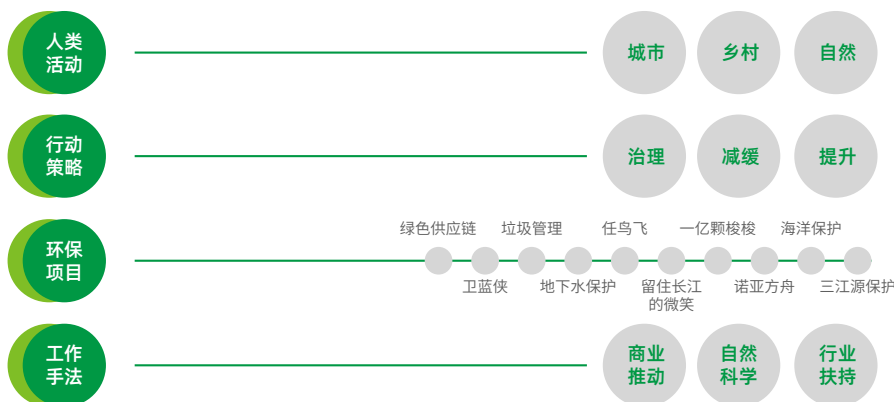 人类
活动
城市
乡村
自然
行动
策略
治理
减缓
提升
环保
项目
绿色供应链
垃圾管理
任鸟飞
一亿颗梭梭
海洋保护
卫蓝侠
地下水保护
留住长江
的微笑
诺亚方舟
三江源保护
工作
手法
商业
推动
自然
科学
行业
扶持